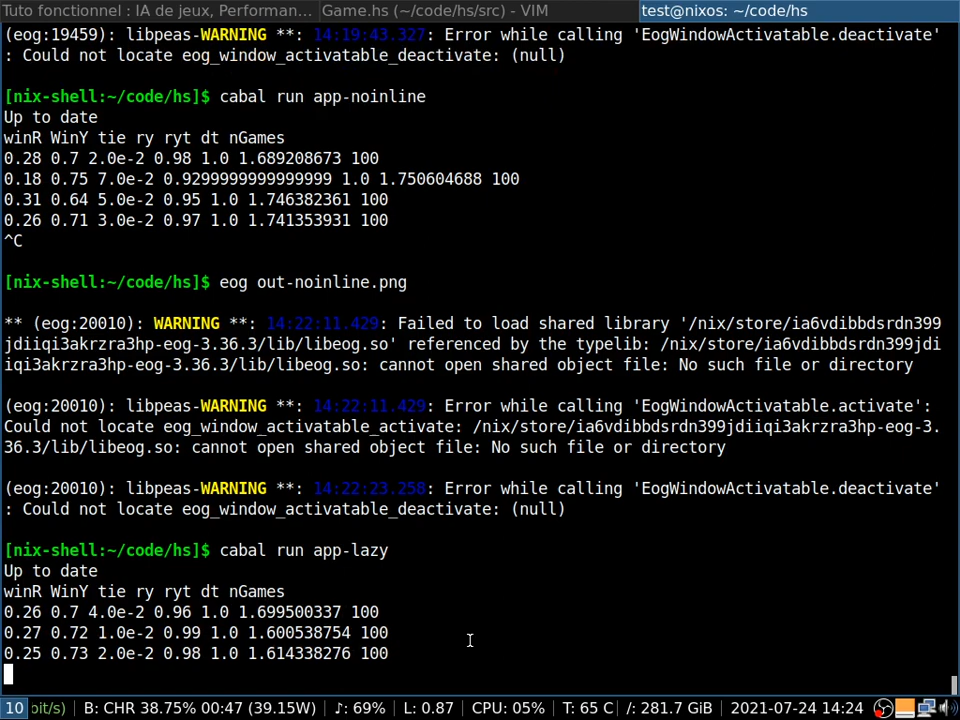 Tuto fonctionnel : IA de jeux, Performan... Game.hs (~/code/hs/src) - VIM test@nixos: ~/code/hs
(eog:19459): libpeas-WARNING **: 14:19:43.327: Error while calling 'EogWindowActivatable.deactivate'
: Could not locate eog_window_activatable_deactivate: (null)
[nix-shell:~/code/hs]$ cabal run app-noinline
Up to date
winR WinY tie ry ryt dt nGames
0.28 0.7 2.0e-2 0.98 1.0 1.689208673 100
0.18 0.75 7.0e-2 0.9299999999999999 1.0 1.750604688 100
0.31 0.64 5.0e-2 0.95 1.0 1.746382361 100
0.26 0.71 3.0e-2 0.97 1.0 1.741353931 100
^C
[nix-shell:~/code/hs]$ eog out-noinline.png
** (eog:20010): WARNING **: 14:22:11.429: Failed to load shared library '/nix/store/ia6vdibbdsrdn399
jdiiqi3akrzra3hp-eog-3.36.3/lib/libeog.so' referenced by the typelib: /nix/store/ia6vdibbdsrdn399jdi
iqi3akrzra3hp-eog-3.36.3/lib/libeog.so: cannot open shared object file: No such file or directory
(eog:20010): libpeas-WARNING **: 14:22:11.429: Error while calling 'EogWindowActivatable.activate':
Could not locate eog_window_activatable_activate: /nix/store/ia6vdibbdsrdn399jdiiqi3akrzra3hp-eog-3.
36.3/lib/libeog.so: cannot open shared object file: No such file or directory
(eog:20010): libpeas-WARNING **: 14:22:23.258: Error while calling 'EogWindowActivatable.deactivate'
: Could not locate eog_window_activatable_deactivate: (null)
[nix-shell:~/code/hs]$ cabal run app-lazy
Up to date
winR WinY tie ry ryt dt nGames
0.26 0.7 4.0e-2 0.96 1.0 1.699500337 100
0.27 0.72 1.0e-2 0.99 1.0 1.600538754 100
0.25 0.73 2.0e-2 0.98 1.0 1.614338276 100
10 bit/s) | B: CHR 38.75% 00:47 (39.15W) | ♪: 69% | L: 0.87 | CPU: 05% | T: 65 C | /: 281.7 GiB | 2021-07-24 14:24